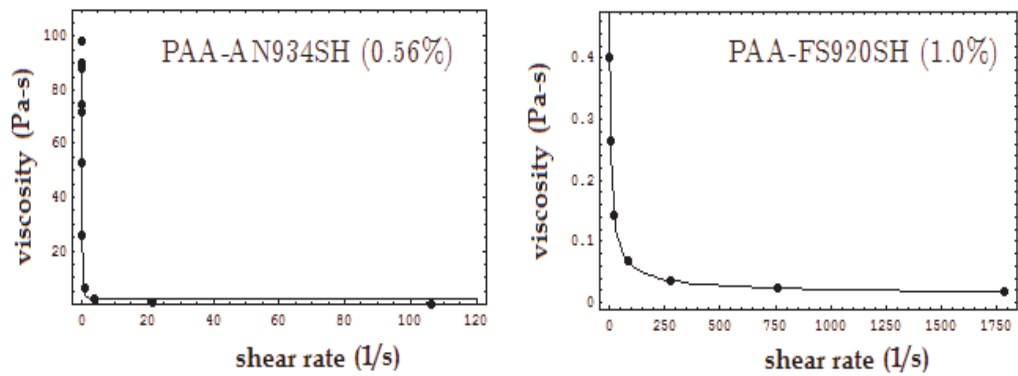 PAA-AN934SH (0.56%)
viscosity (Pa-s)
100
80
60
40
20
0 20 40 60 80 100 120
shear rate (1/s)
PAA-FS920SH (1.0%)
viscosity (Pa-s)
0.4
0.3
0.2
0.1
0
0 250 500 750 1000 1250 1500 1750
shear rate (1/s)